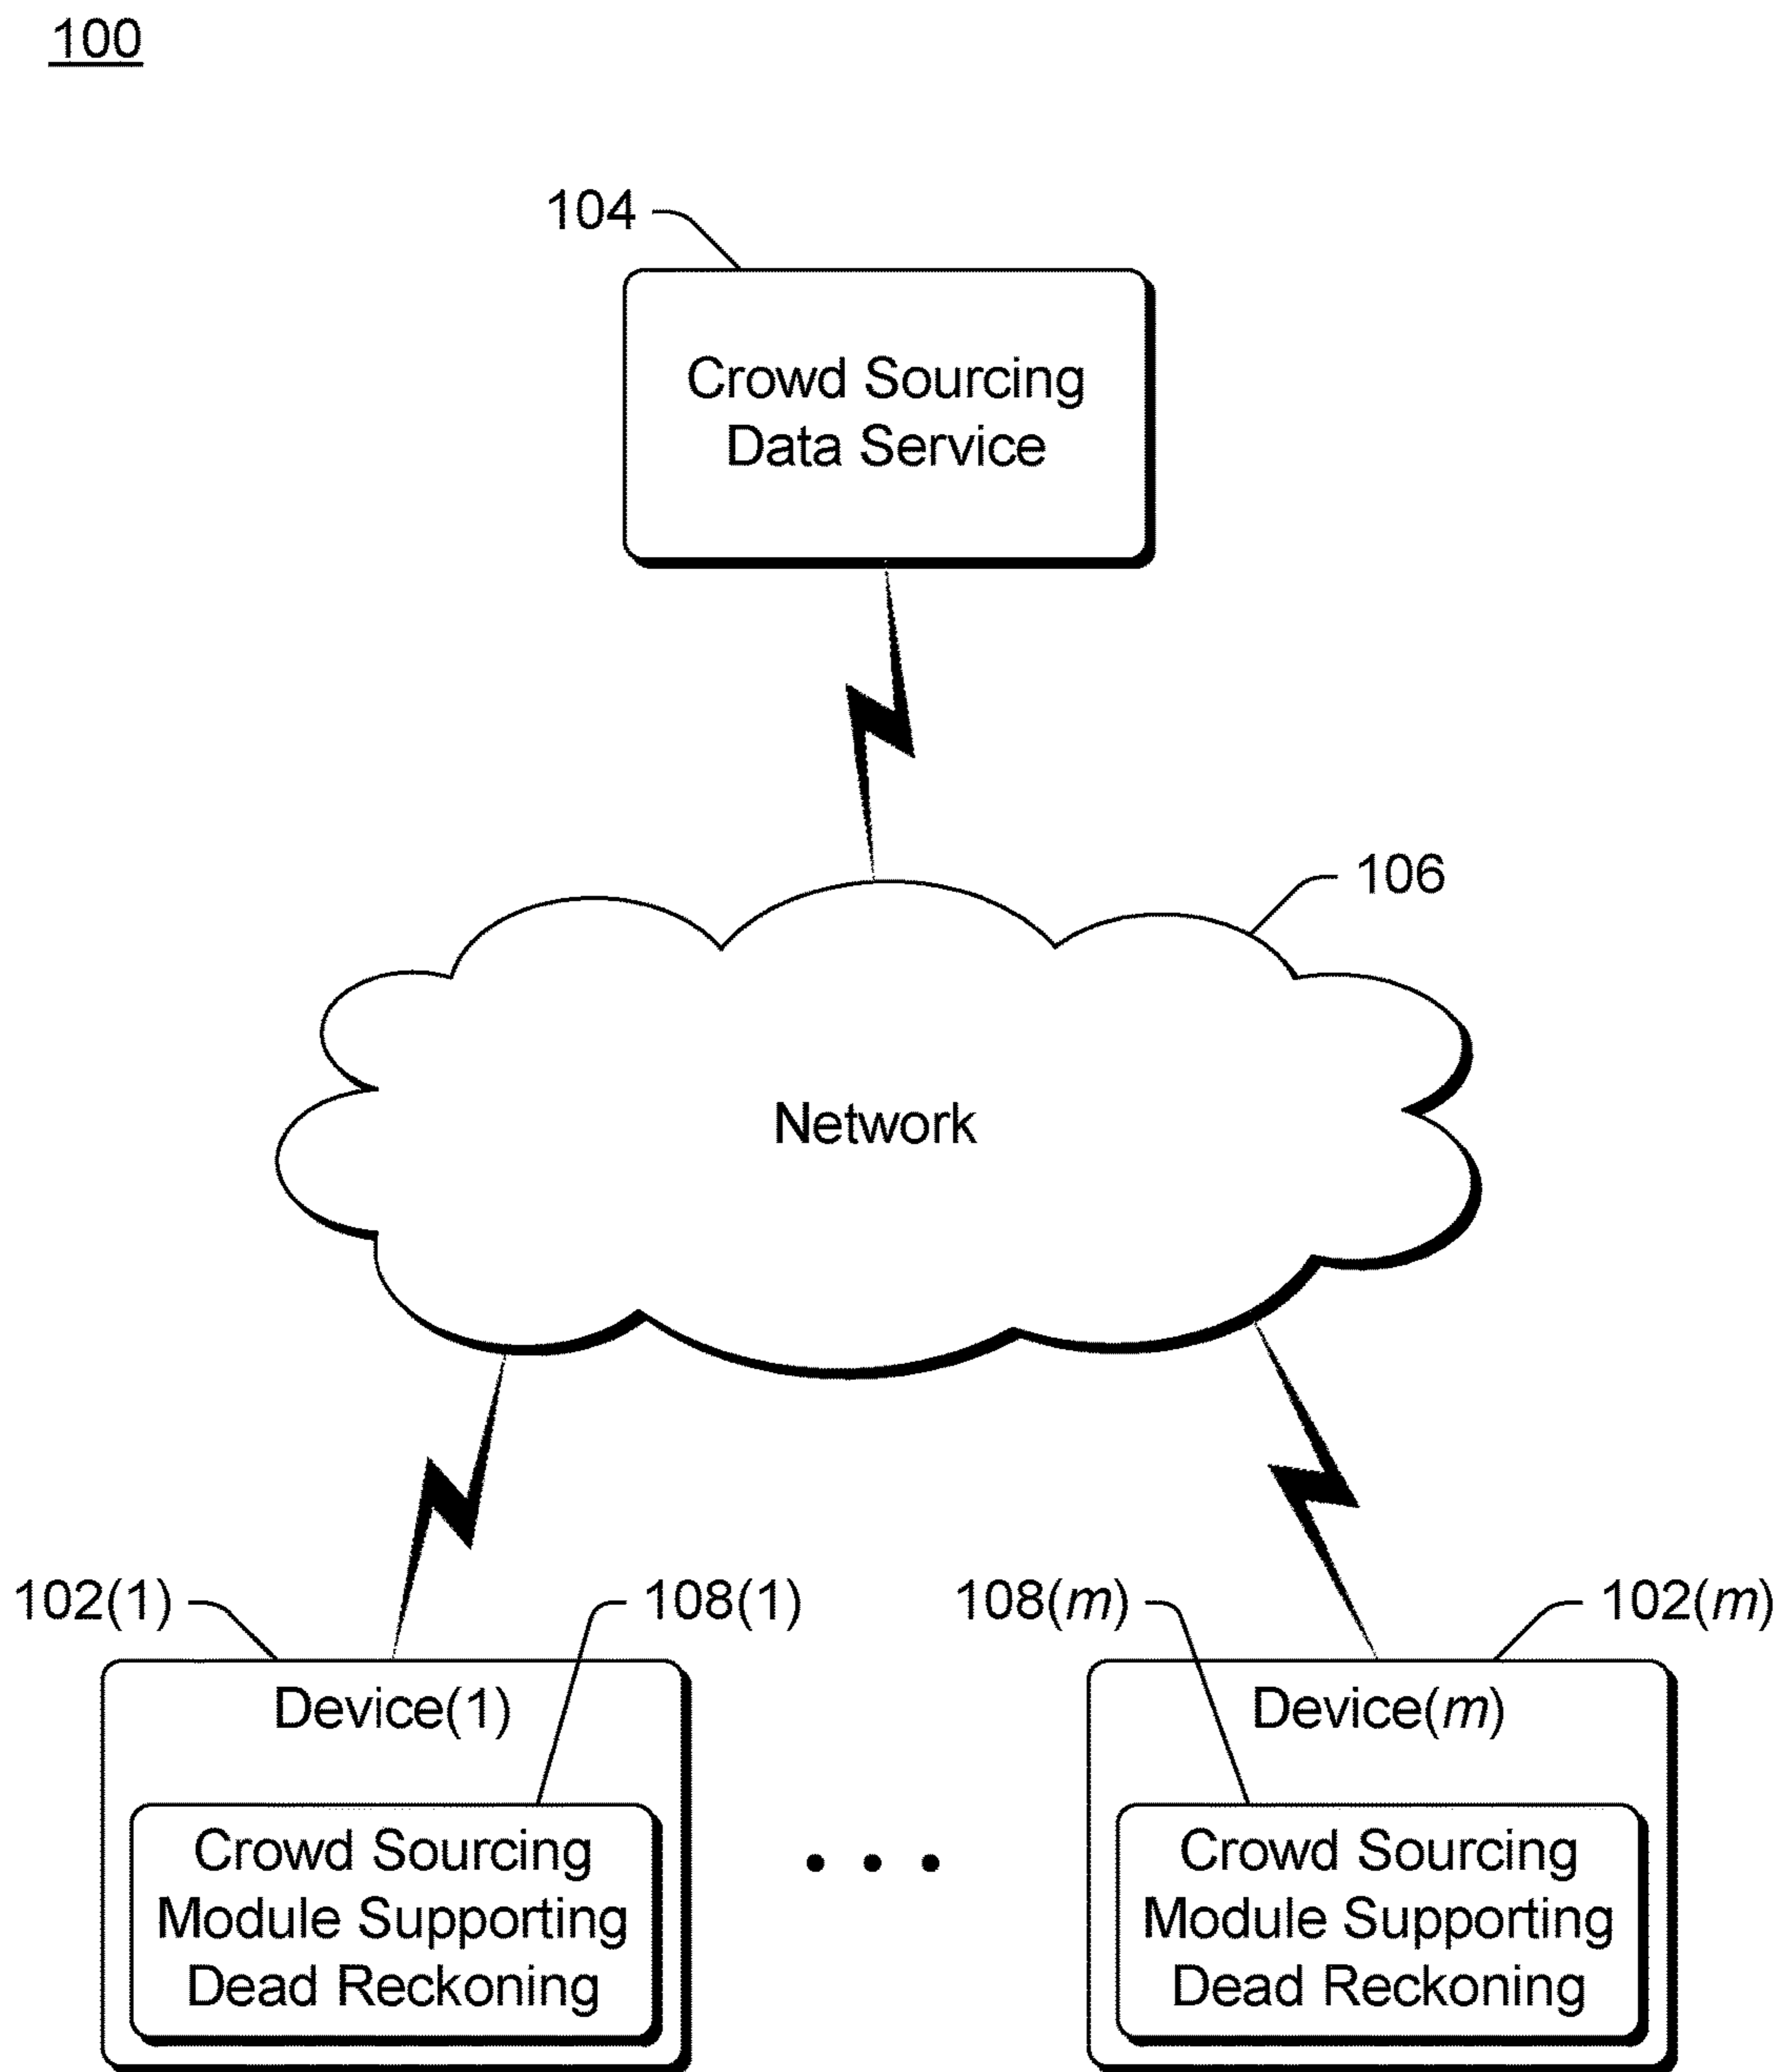 100
104
Crowd Sourcing
Data Service
106
Network
102(1)
108(1)
108(m)
102(m)
Device(1)
Device(m)
Crowd Sourcing
Module Supporting
Dead Reckoning
Crowd Sourcing
Module Supporting
Dead Reckoning